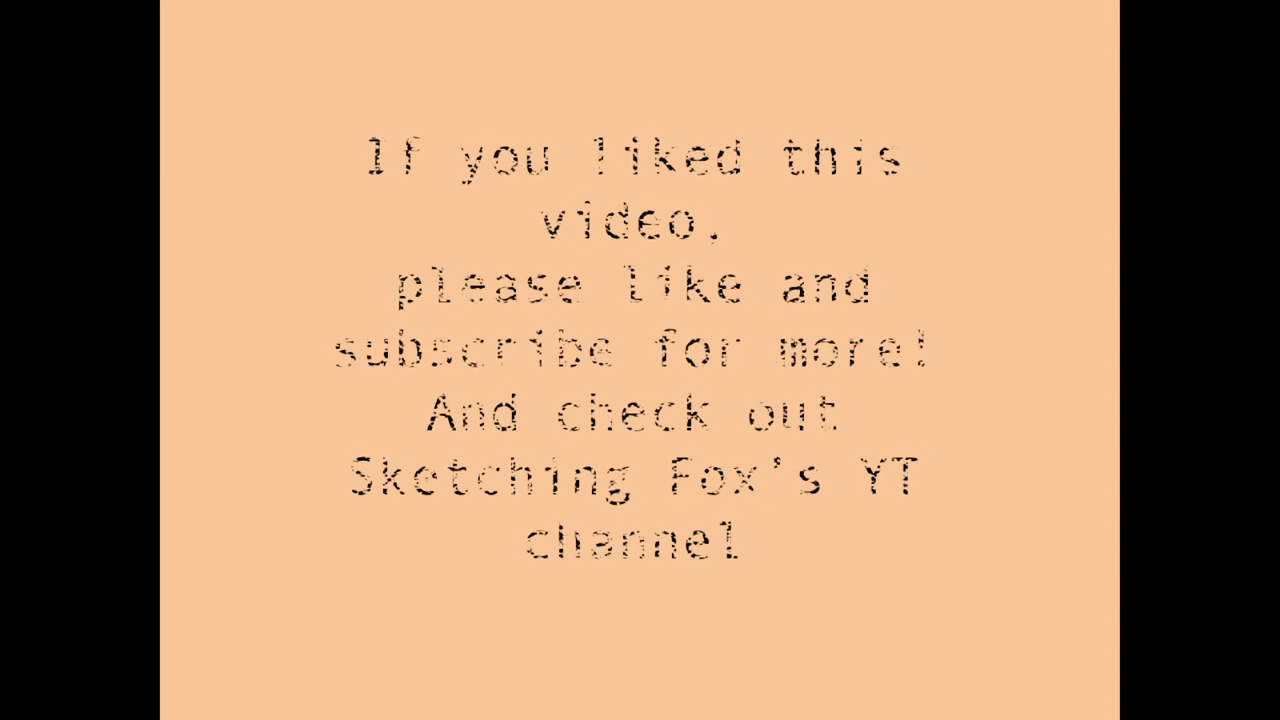 If you liked this
video,
please like and
subscribe for more!
And check out
Sketching Fox's YT
channel